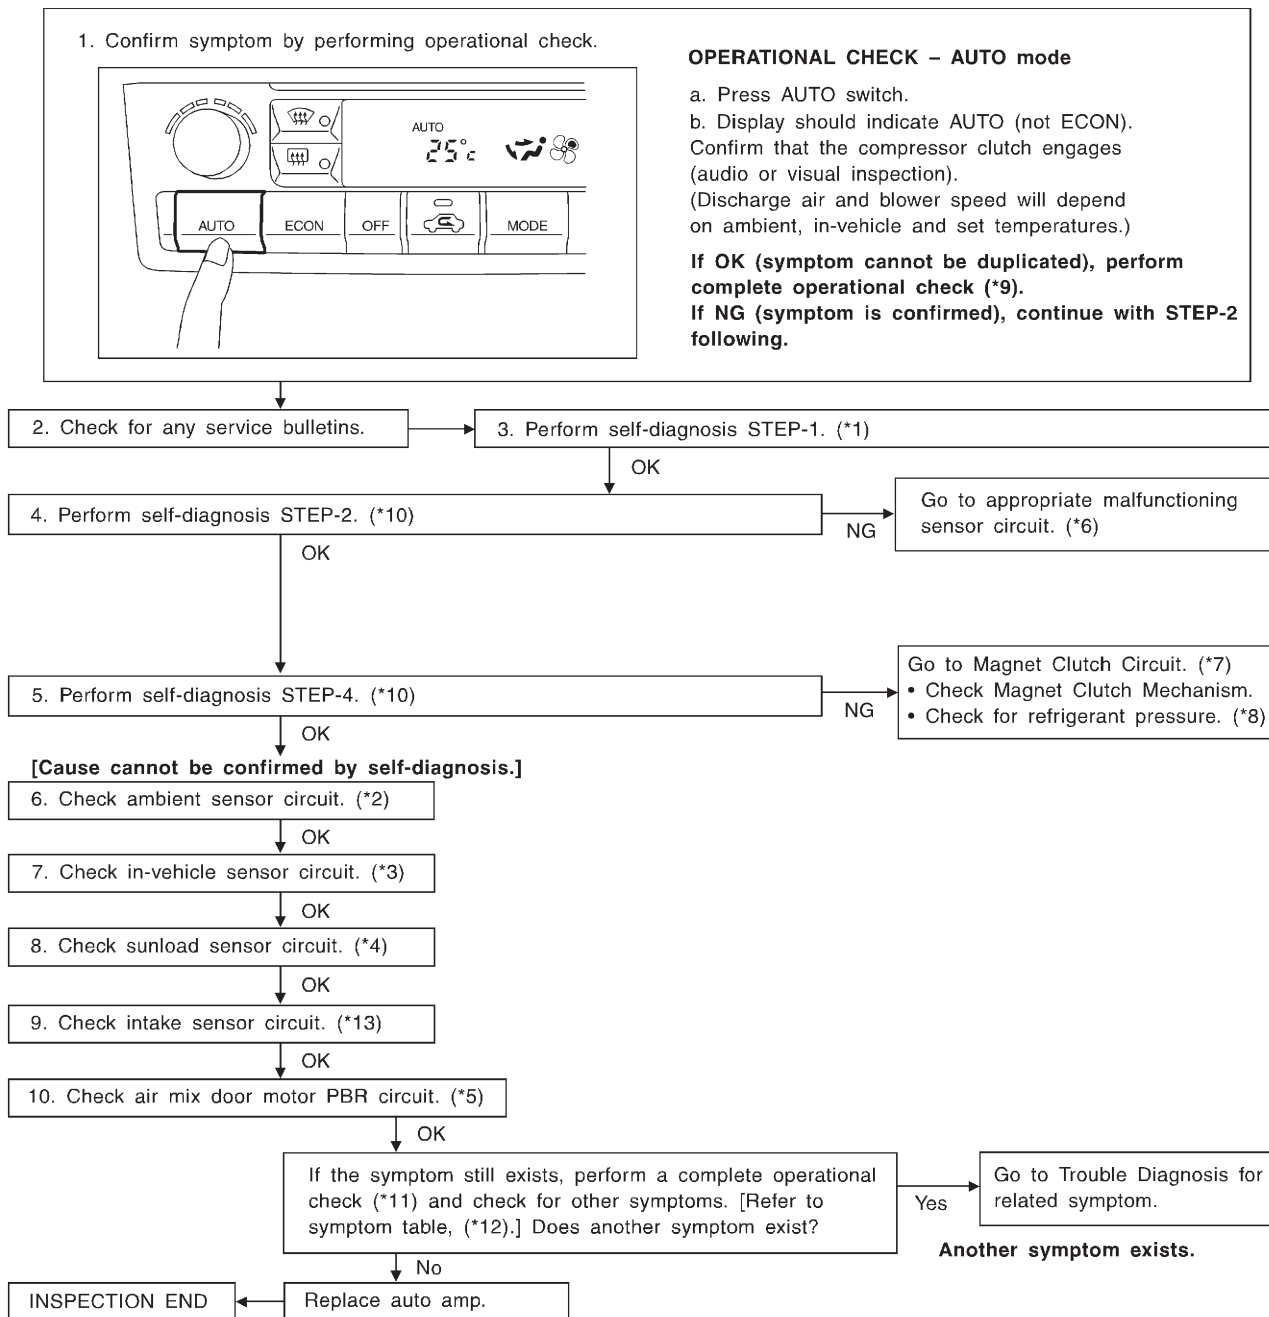 1. Confirm symptom by performing operational check.
AUTO
25°c
AUTO
ECON
OFF
MODE
OPERATIONAL CHECK – AUTO mode
a. Press AUTO switch.
b. Display should indicate AUTO (not ECON).
Confirm that the compressor clutch engages
(audio or visual inspection).
(Discharge air and blower speed will depend
on ambient, in-vehicle and set temperatures.)
If OK (symptom cannot be duplicated), perform
complete operational check (*9).
If NG (symptom is confirmed), continue with STEP-2
following.
2. Check for any service bulletins.
3. Perform self-diagnosis STEP-1. (*1)
OK
4. Perform self-diagnosis STEP-2. (*10)
NG
Go to appropriate malfunctioning
sensor circuit. (*6)
OK
5. Perform self-diagnosis STEP-4. (*10)
NG
Go to Magnet Clutch Circuit. (*7)
• Check Magnet Clutch Mechanism.
• Check for refrigerant pressure. (*8)
OK
[Cause cannot be confirmed by self-diagnosis.]
6. Check ambient sensor circuit. (*2)
OK
7. Check in-vehicle sensor circuit. (*3)
OK
8. Check sunload sensor circuit. (*4)
OK
9. Check intake sensor circuit. (*13)
OK
10. Check air mix door motor PBR circuit. (*5)
OK
If the symptom still exists, perform a complete operational
check (*11) and check for other symptoms. [Refer to
symptom table, (*12).] Does another symptom exist?
Yes
Go to Trouble Diagnosis for
related symptom.
Another symptom exists.
No
Replace auto amp.
INSPECTION END